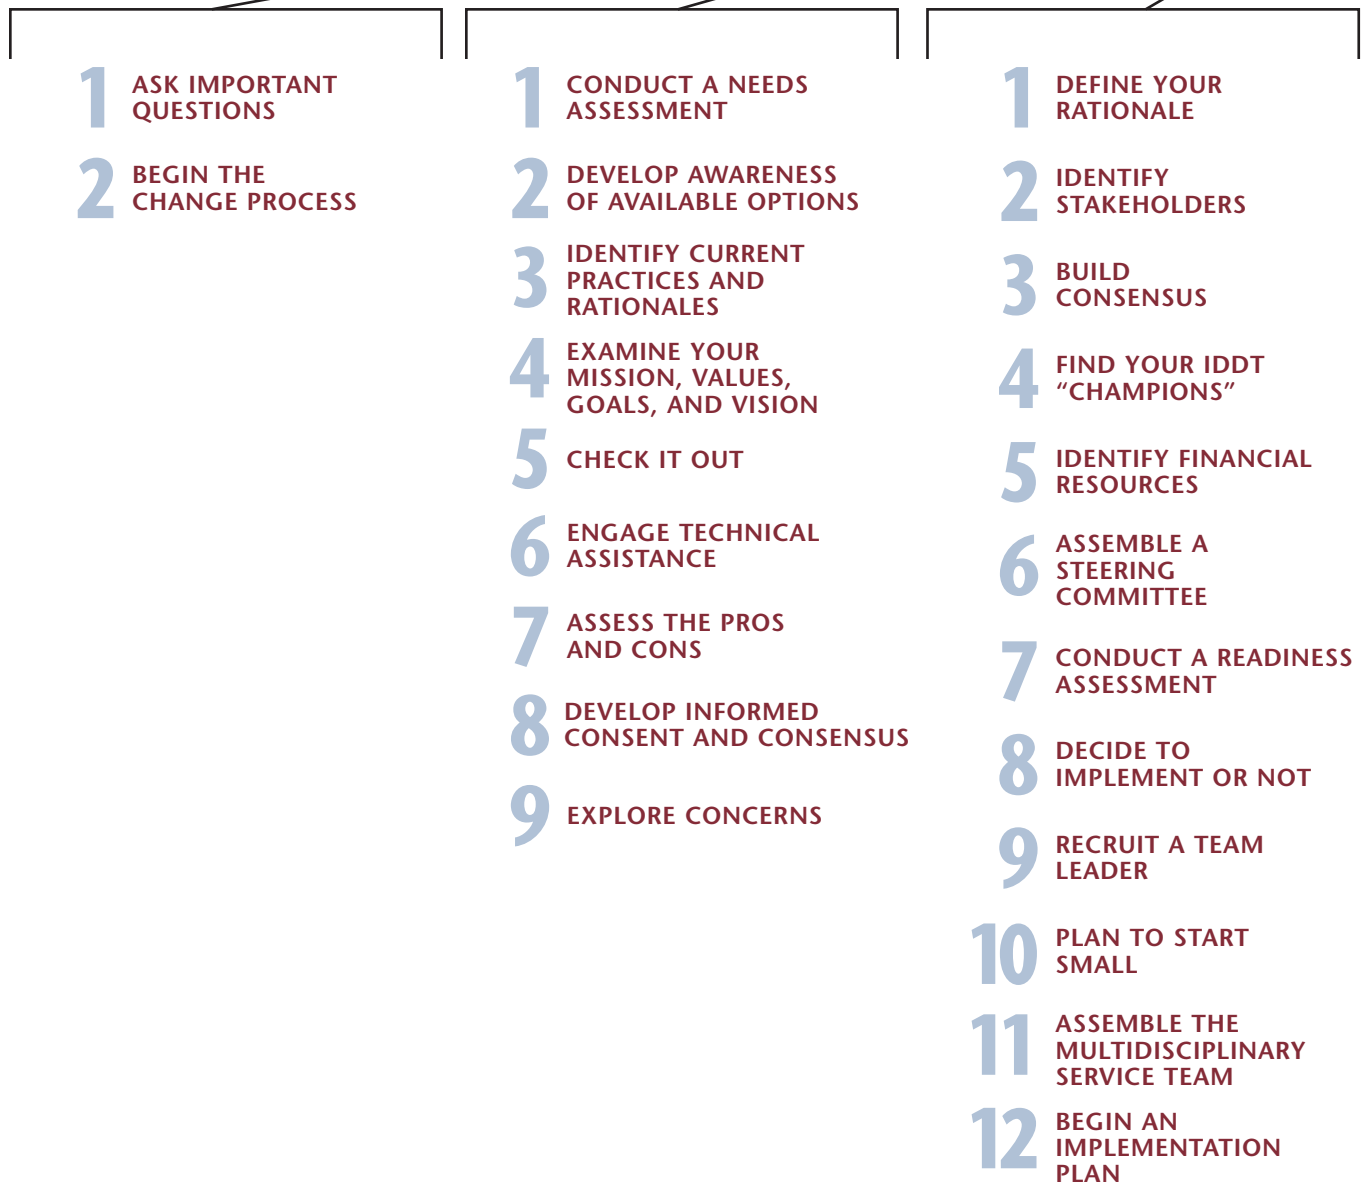 1
ASK IMPORTANT
QUESTIONS
2
BEGIN THE
CHANGE PROCESS
1
CONDUCT A NEEDS
ASSESSMENT
2
DEVELOP AWARENESS
OF AVAILABLE OPTIONS
3
IDENTIFY CURRENT
PRACTICES AND
RATIONALES
4
EXAMINE YOUR
MISSION, VALUES,
GOALS, AND VISION
5
CHECK IT OUT
6
ENGAGE TECHNICAL
ASSISTANCE
7
ASSESS THE PROS
AND CONS
8
DEVELOP INFORMED
CONSENT AND CONSENSUS
9
EXPLORE CONCERNS
1
DEFINE YOUR
RATIONALE
2
IDENTIFY
STAKEHOLDERS
3
BUILD
CONSENSUS
4
FIND YOUR IDDT
“CHAMPIONS”
5
IDENTIFY FINANCIAL
RESOURCES
6
ASSEMBLE A
STEERING
COMMITTEE
7
CONDUCT A READINESS
ASSESSMENT
8
DECIDE TO
IMPLEMENT OR NOT
9
RECRUIT A TEAM
LEADER
10
PLAN TO START
SMALL
11
ASSEMBLE THE
MULTIDISCIPLINARY
SERVICE TEAM
12
BEGIN AN
IMPLEMENTATION
PLAN